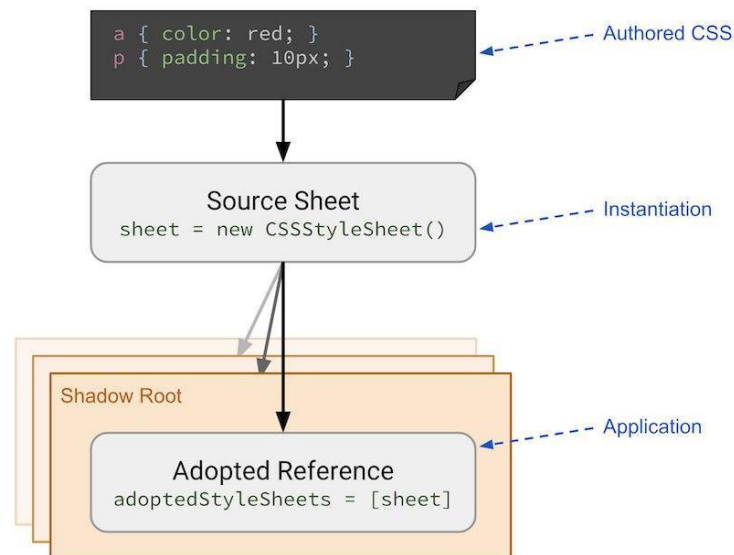 a { color: red; }
p { padding: 10px; }
Authored CSS
Source Sheet
sheet = new CSSStyleSheet()
Instantiation
Shadow Root
Application
Adopted Reference
adoptedStyleSheets = [sheet]